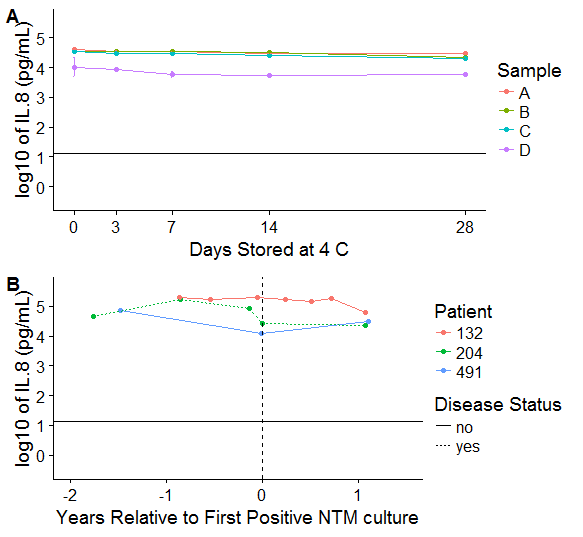 A
log10 of IL.8 (pg/mL)
5
4
3
2
1
0
0 3 7 14 28
Days Stored at 4 C
Sample
A
B
C
D
B
log10 of IL.8 (pg/mL)
5
4
3
2
1
0
-2 -1 0 1
Years Relative to First Positive NTM culture
Patient
132
204
491
Disease Status
no
yes